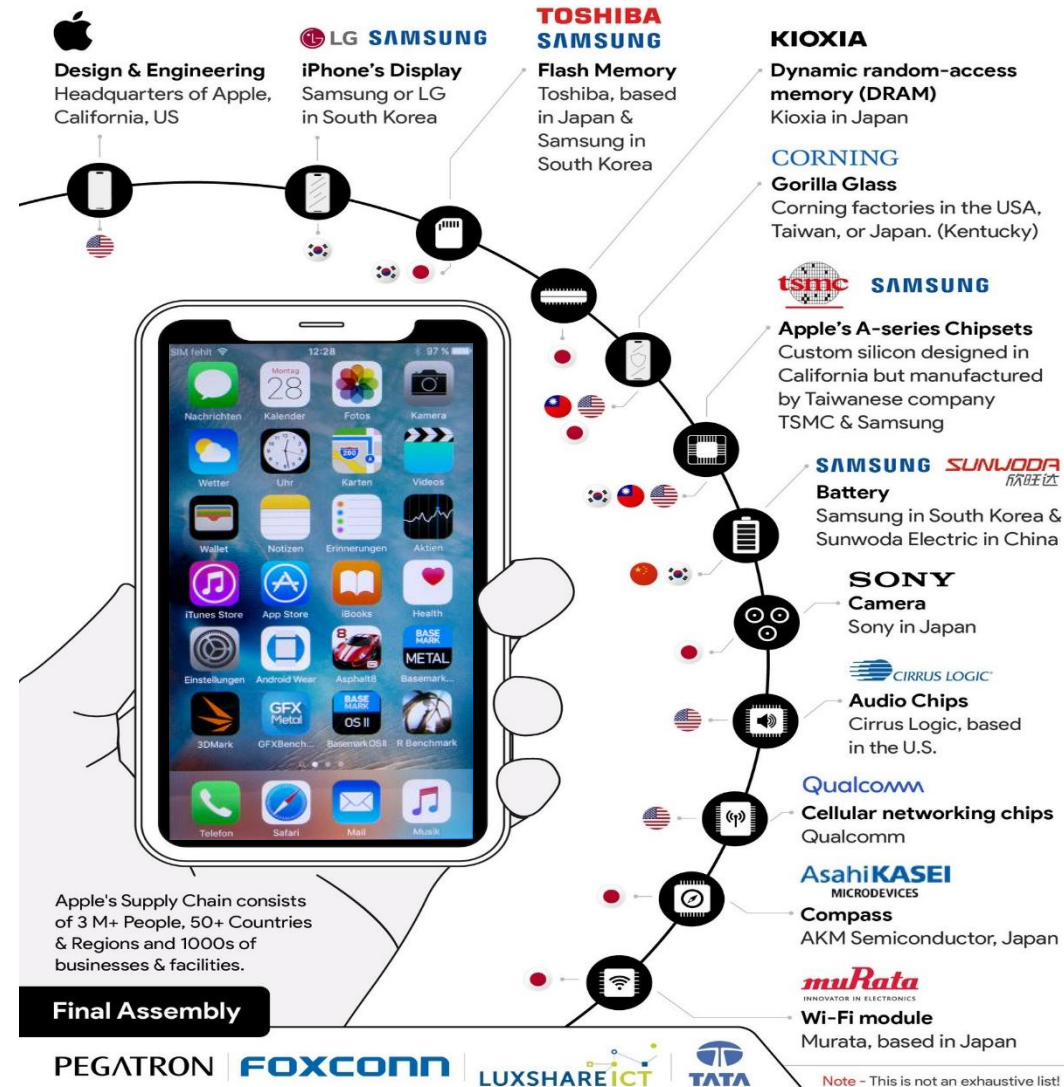 Design & Engineering
Headquarters of Apple,
California, US
LG SAMSUNG
iPhone's Display
Samsung or LG
in South Korea
TOSHIBA
SAMSUNG
Flash Memory
Toshiba, based
in Japan &
Samsung in
South Korea
KIOXIA
Dynamic random-access
memory (DRAM)
Kioxia in Japan
CORNING
Gorilla Glass
Corning factories in the USA,
Taiwan, or Japan. (Kentucky)
tsmc SAMSUNG
Apple's A-series Chipsets
Custom silicon designed in
California but manufactured
by Taiwanese company
TSMC & Samsung
SAMSUNG SUNWODA
欣旺达
Battery
Samsung in South Korea &
Sunwoda Electric in China
SONY
Camera
Sony in Japan
CIRRUS LOGIC
Audio Chips
Cirrus Logic, based
in the U.S.
Qualcomm
Cellular networking chips
Qualcomm
AsahiKASEI
MICRODEVICES
Compass
AKM Semiconductor, Japan
muRata
INNOVATOR IN ELECTRONICS
Wi-Fi module
Murata, based in Japan
SIM fehlt 12:28 97 %
Montag
28
Nachrichten Kalender Fotos Kamera
280
Wetter Uhr Karten Videos
Wallet Notizen Erinnerungen Aktien
iTunes Store App Store iBooks Health
8
BASE
MARK
METAL
Einstellungen Android Wear Asphalt8 Basemark...
GFX
Metal
BASE
MARK
OS II
3DMark GFXBench... BasemarkOSII R Benchmark
Telefon Safari Mail Musik
Apple's Supply Chain consists
of 3 M+ People, 50+ Countries
& Regions and 1000s of
businesses & facilities.
Final Assembly
PEGATRON FOXCONN LUXSHARE ICT TATA
Note - This is not an exhaustive list!